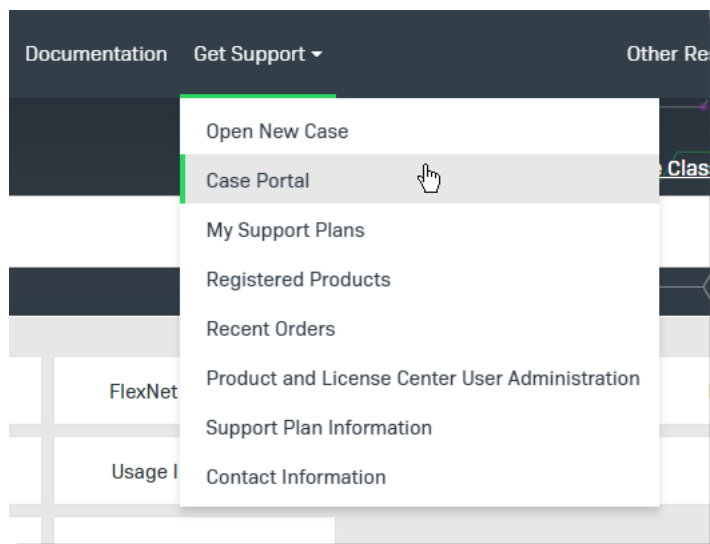 Documentation Get Support Other Re
Open New Case
Case Portal
Clas
My Support Plans
Registered Products
Recent Orders
Product and License Center User Administration
FlexNet
Support Plan Information
Usage
Contact Information